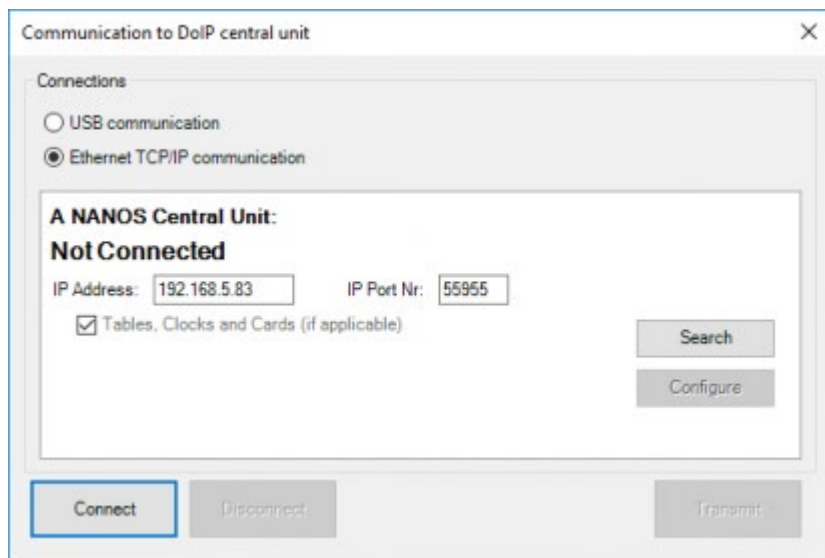 Communication to DoIP central unit
Connections
USB communication
Ethernet TCP/IP communication
A NANOS Central Unit:
Not Connected
IP Address: 192.168.5.83 IP Port Nr: 55955
Tables, Clocks and Cards (if applicable)
Search
Configure
Connect Disconnect Transmit